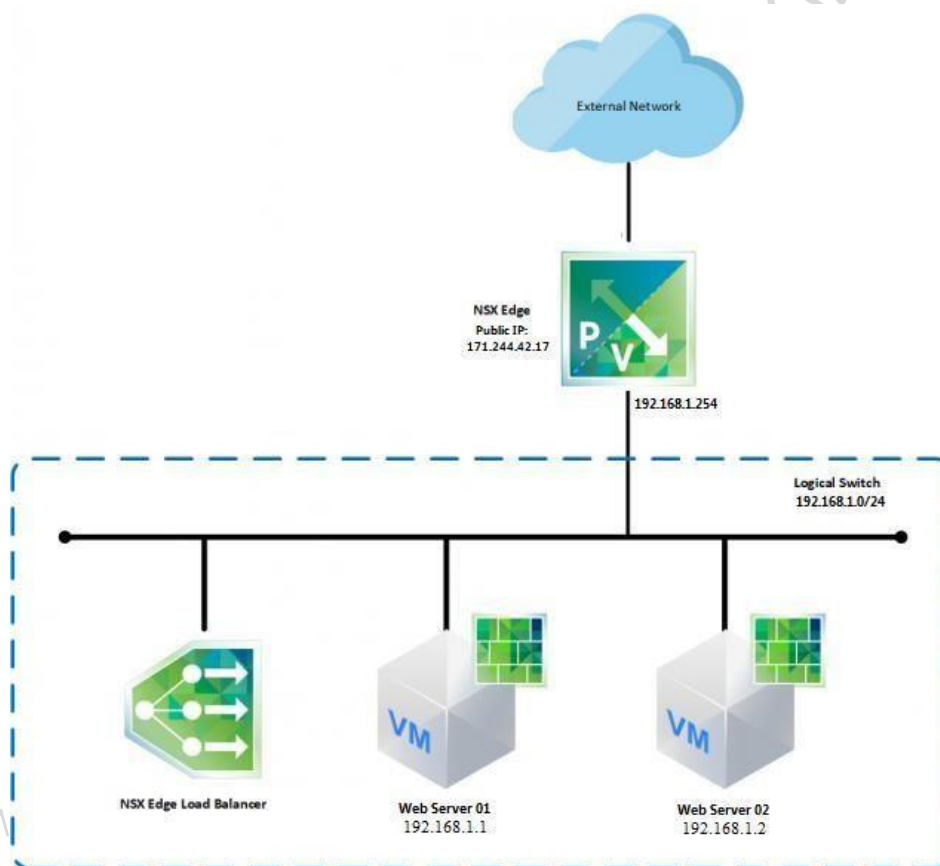 External Network
NSX Edge
Public IP:
171.244.42.17
P
V
192.168.1.254
Logical Switch
192.168.1.0/24
VM
VM
NSX Edge Load Balancer
Web Server 01
192.168.1.1
Web Server 02
192.168.1.2